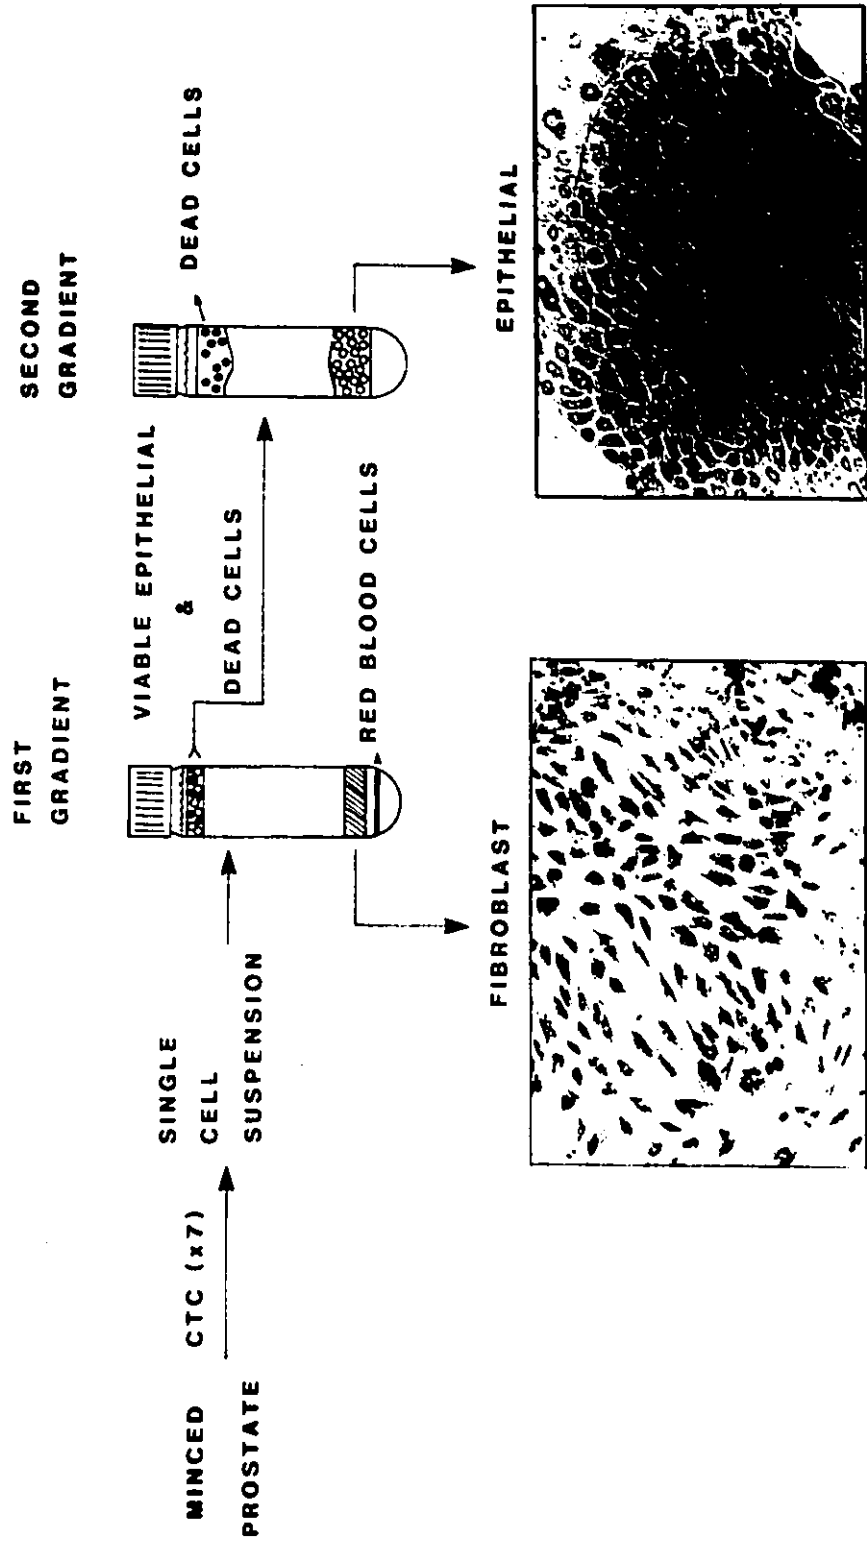 FIRST
GRADIENT
SECOND
GRADIENT
MINCED
PROSTATE
CTC (x7)
SINGLE
CELL
SUSPENSION
VIABLE EPITHELIAL
&
DEAD CELLS
RED BLOOD CELLS
DEAD CELLS
FIBROBLAST
EPITHELIAL